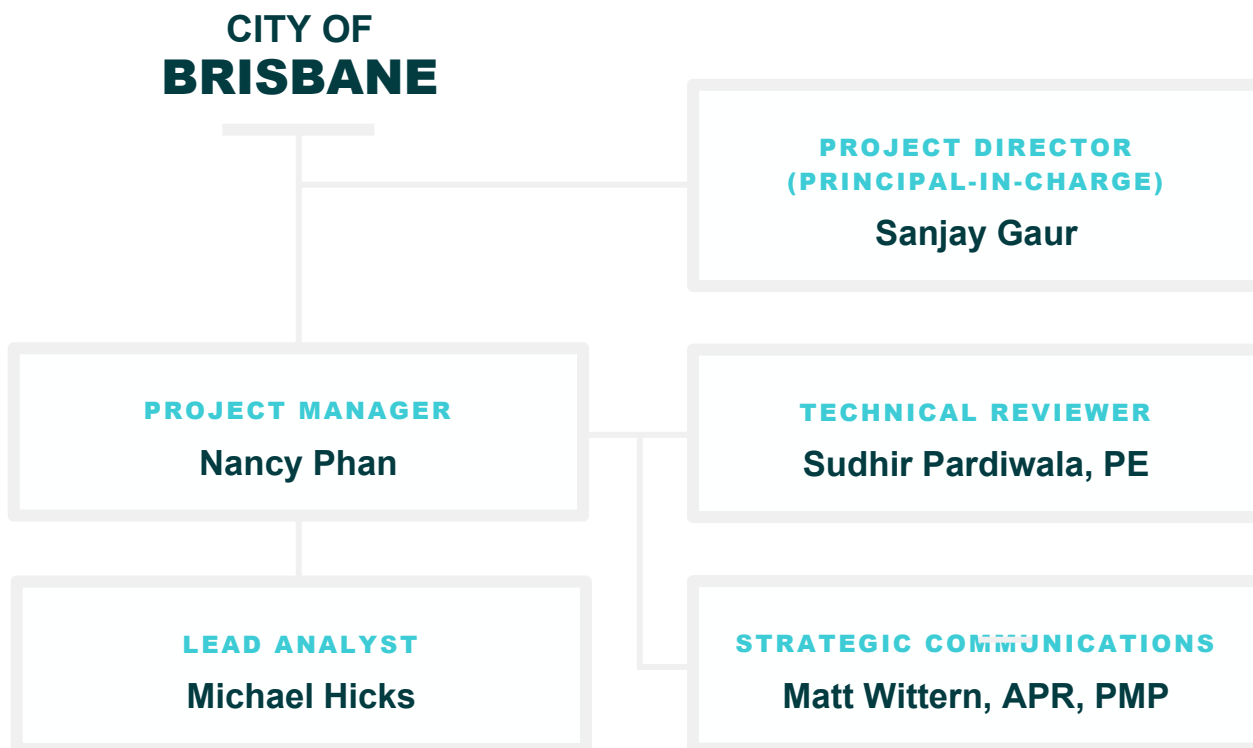 CITY OF
BRISBANE
PROJECT DIRECTOR
(PRINCIPAL-IN-CHARGE)
Sanjay Gaur
PROJECT MANAGER
Nancy Phan
TECHNICAL REVIEWER
Sudhir Pardiwala, PE
LEAD ANALYST
Michael Hicks
STRATEGIC COMMUNICATIONS
Matt Wittern, APR, PMP